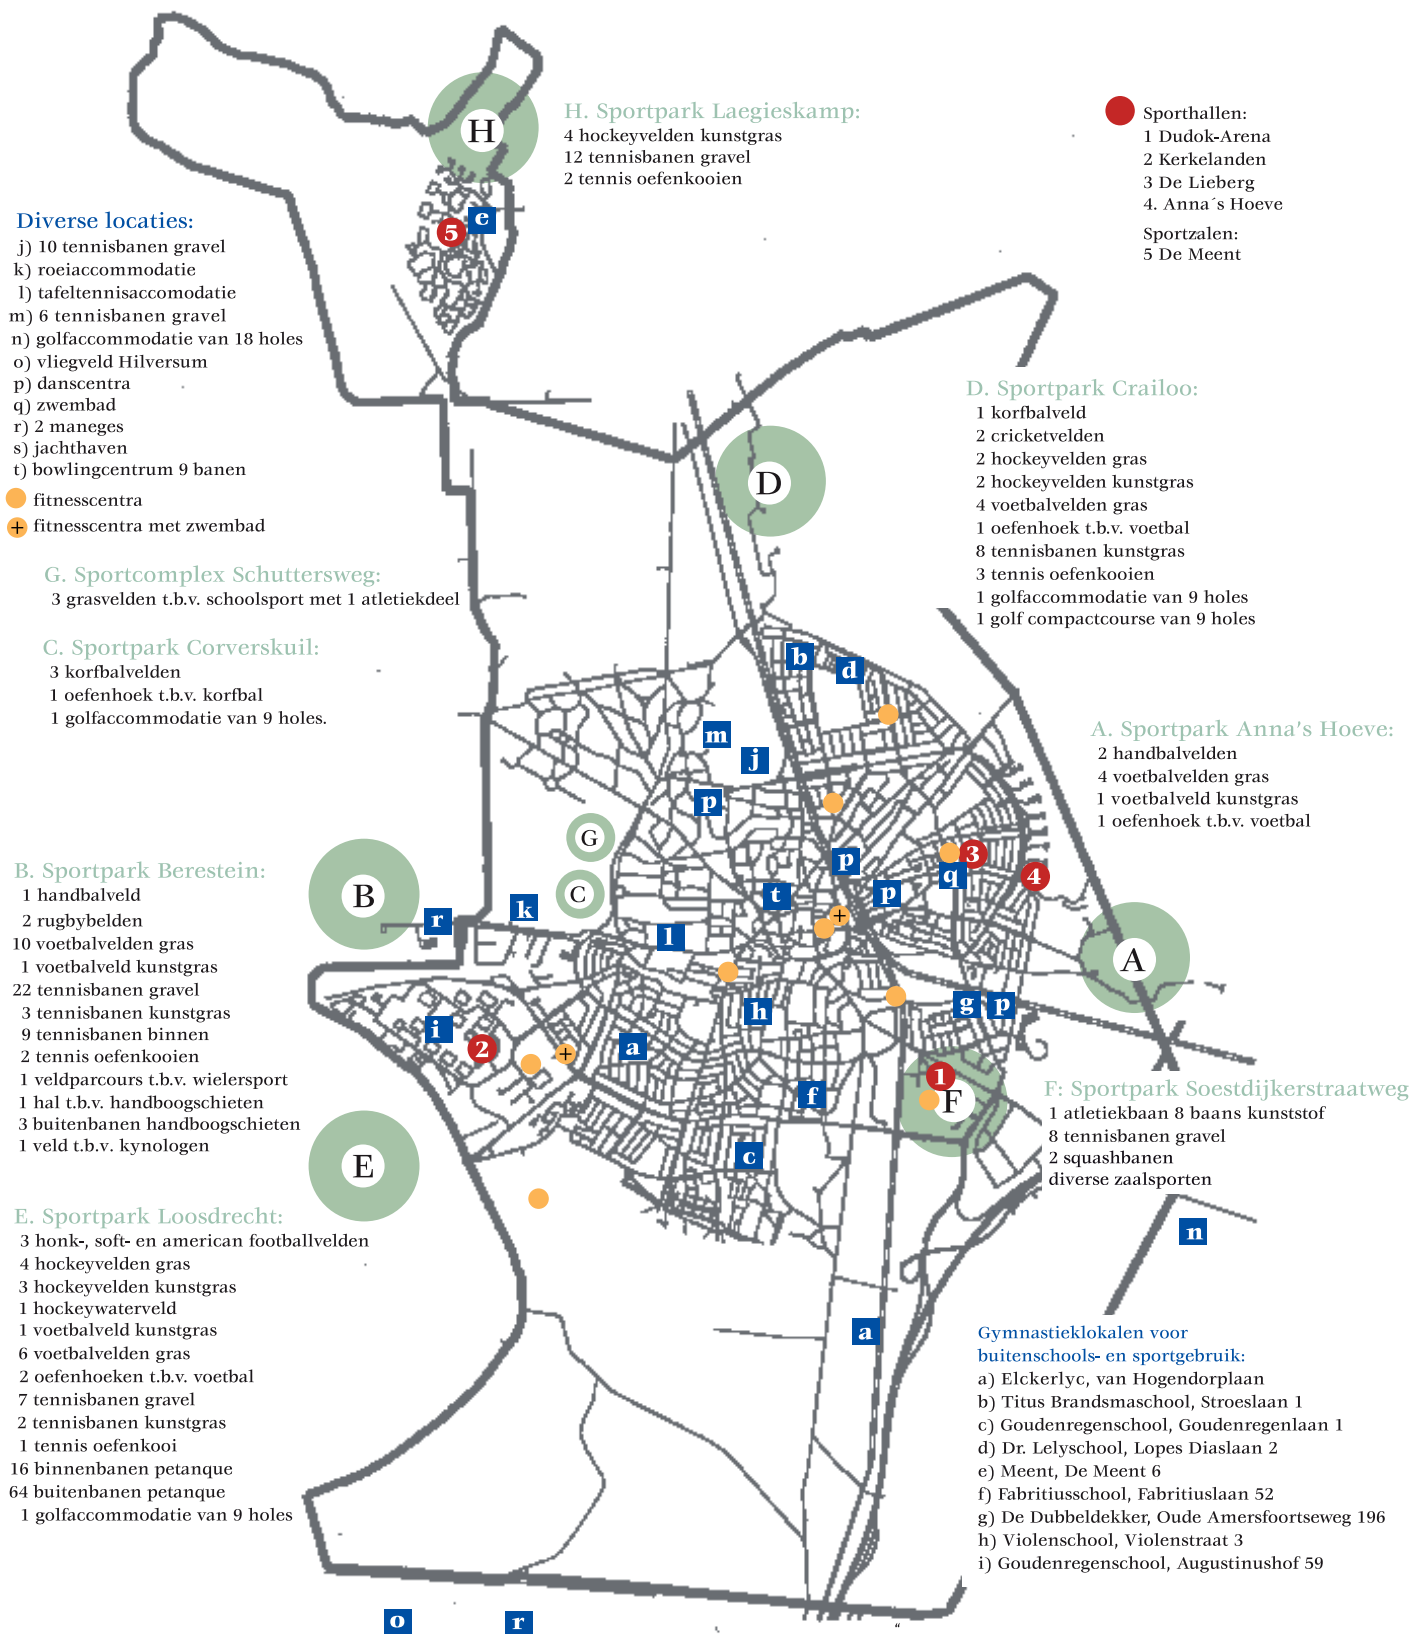 H. Sportpark Laegieskamp:
4 hockeyvelden kunstgras
12 tennisbanen gravel
2 tennis oefenkooien
Sporthallen:
1 Dudok-Arena
2 Kerkelanden
3 De Lieberg
4. Anna´s Hoeve
Sportzalen:
5 De Meent
Diverse locaties:
j) 10 tennisbanen gravel
k) roeiaccommodatie
l) tafeltennisaccomodatie
m) 6 tennisbanen gravel
n) golfaccommodatie van 18 holes
o) vliegveld Hilversum
p) danscentra
q) zwembad
r) 2 maneges
s) jachthaven
t) bowlingcentrum 9 banen
fitnesscentra
+ fitnesscentra met zwembad
D. Sportpark Crailoo:
1 korfbalveld
2 cricketvelden
2 hockeyvelden gras
2 hockeyvelden kunstgras
4 voetbalvelden gras
1 oefenhoek t.b.v. voetbal
8 tennisbanen kunstgras
3 tennis oefenkooien
1 golfaccommodatie van 9 holes
1 golf compactcourse van 9 holes
G. Sportcomplex Schuttersweg:
3 grasvelden t.b.v. schoolsport met 1 atletiekdeel
C. Sportpark Corverskuil:
3 korfbalvelden
1 oefenhoek t.b.v. korfbal
1 golfaccommodatie van 9 holes.
A. Sportpark Anna's Hoeve:
2 handbalvelden
4 voetbalvelden gras
1 voetbalveld kunstgras
1 oefenhoek t.b.v. voetbal
B. Sportpark Berestein:
1 handbalveld
2 rugbybelden
10 voetbalvelden gras
1 voetbalveld kunstgras
22 tennisbanen gravel
3 tennisbanen kunstgras
9 tennisbanen binnen
2 tennis oefenkooien
1 veldparcours t.b.v. wielersport
1 hal t.b.v. handboogschieten
3 buitenbanen handboogschieten
1 veld t.b.v. kynologen
F: Sportpark Soestdijkerstraatweg
1 atletiekbaan 8 baans kunststof
8 tennisbanen gravel
2 squashbanen
diverse zaalsporten
E. Sportpark Loosdrecht:
3 honk-, soft- en american footballvelden
4 hockeyvelden gras
3 hockeyvelden kunstgras
1 hockeywaterveld
1 voetbalveld kunstgras
6 voetbalvelden gras
2 oefenhoeken t.b.v. voetbal
7 tennisbanen gravel
2 tennisbanen kunstgras
1 tennis oefenkooi
16 binnenbanen petanque
64 buitenbanen petanque
1 golfaccommodatie van 9 holes
Gymnastieklokalen voor
buitenschools- en sportgebruik:
a) Elckerlyc, van Hogendorplaan
b) Titus Brandsmaschool, Stroeslaan 1
c) Goudenregenschool, Goudenregenlaan 1
d) Dr. Lelyschool, Lopes Diaslaan 2
e) Meent, De Meent 6
f) Fabritiusschool, Fabritiuslaan 52
g) De Dubbeldekker, Oude Amersfoortseweg 196
h) Violenschool, Violenstraat 3
i) Goudenregenschool, Augustinushof 59
H
e
5
D
b
d
m
j
p
G
p
3
q
4
B
C
t
p
r
k
l
A
i
h
g
p
2
a
1
f
F
c
E
n
a
o
r
+
+